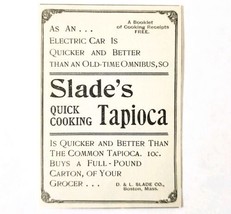 As An . . .
A Booklet
of Cooking Receipts
FREE.
Electric Car Is
Quicker and Better
than an Old-time Omnibus, so
Slade's
QUICK
COOKING
Tapioca
Is Quicker and Better Than
The Common Tapioca. 10c.
Buys a Full-Pound
Carton, of Your
Grocer . . .
D. & L. SLADE CO.,
Boston, Mass.